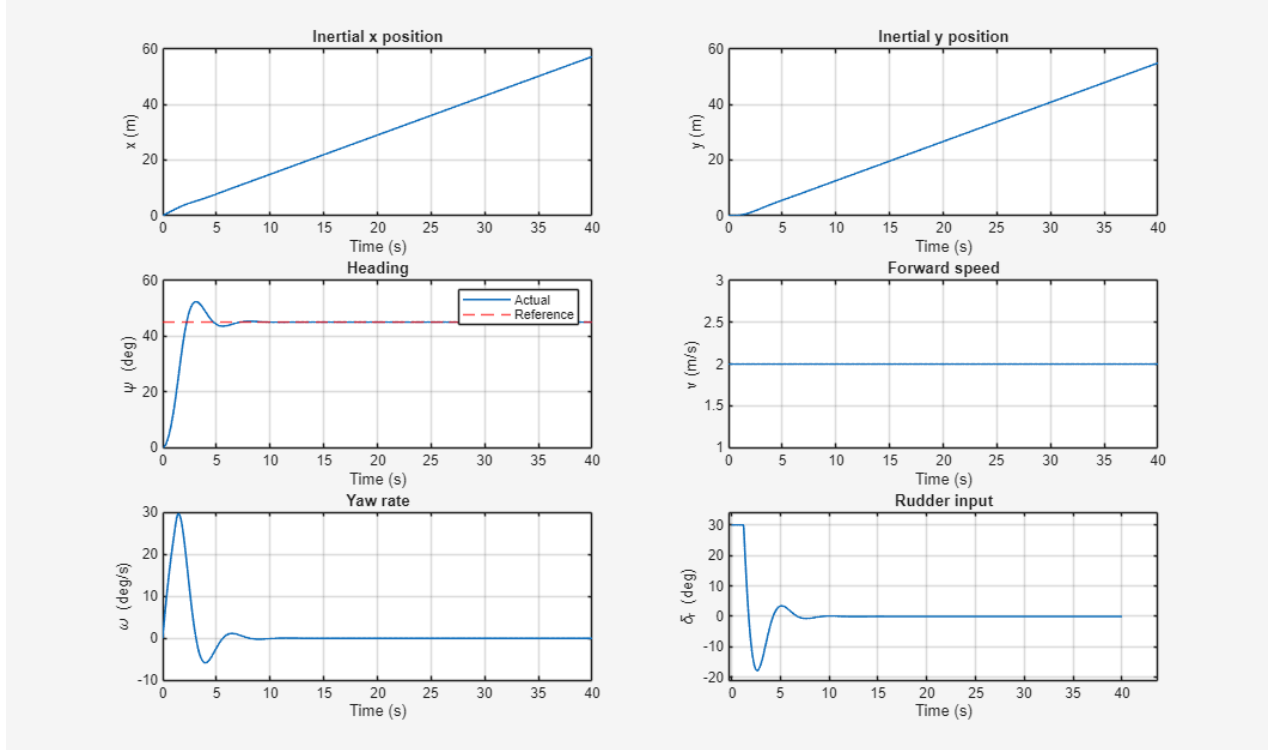 Inertial x position
60
40
20
0
x (m)
0 5 10 15 20 25 30 35 40
Time (s)
Inertial y position
60
40
20
0
y (m)
0 5 10 15 20 25 30 35 40
Time (s)
Heading
60
40
20
0
ψ (deg)
Actual
Reference
0 5 10 15 20 25 30 35 40
Time (s)
Forward speed
3
2.5
2
1.5
1
v (m/s)
0 5 10 15 20 25 30 35 40
Time (s)
Yaw rate
30
20
10
0
-10
ω (deg/s)
0 5 10 15 20 25 30 35 40
Time (s)
Rudder input
30
20
10
0
-10
-20
δr (deg)
0 5 10 15 20 25 30 35 40
Time (s)